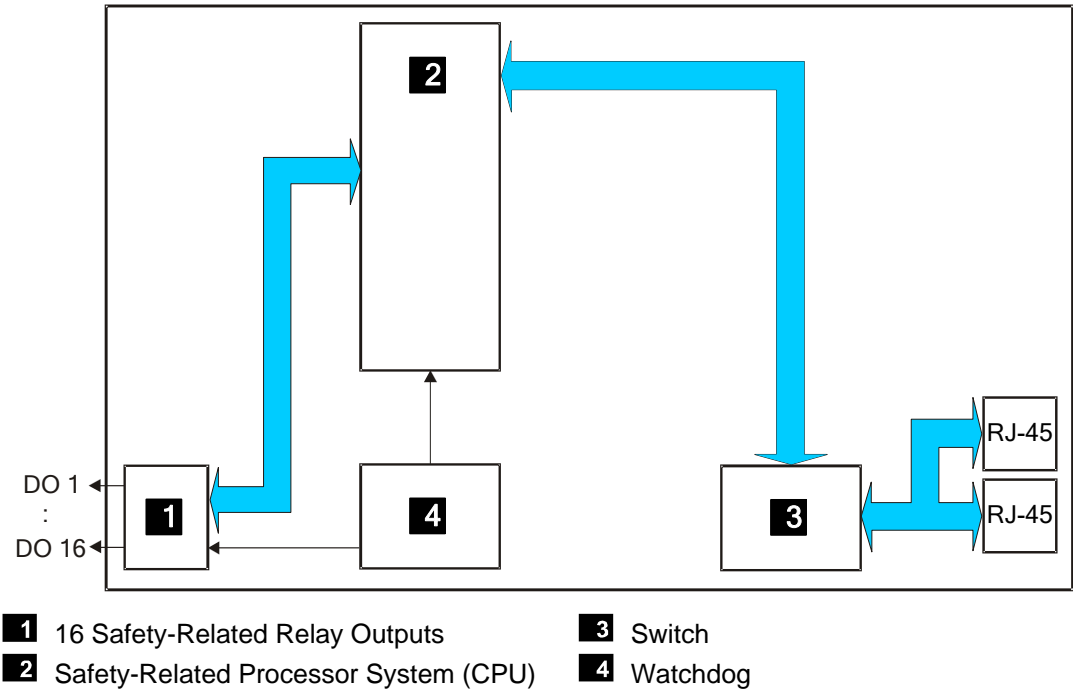 2
RJ-45
DO 1
:
DO 16
1
4
3
RJ-45
1 16 Safety-Related Relay Outputs
2 Safety-Related Processor System (CPU)
3 Switch
4 Watchdog